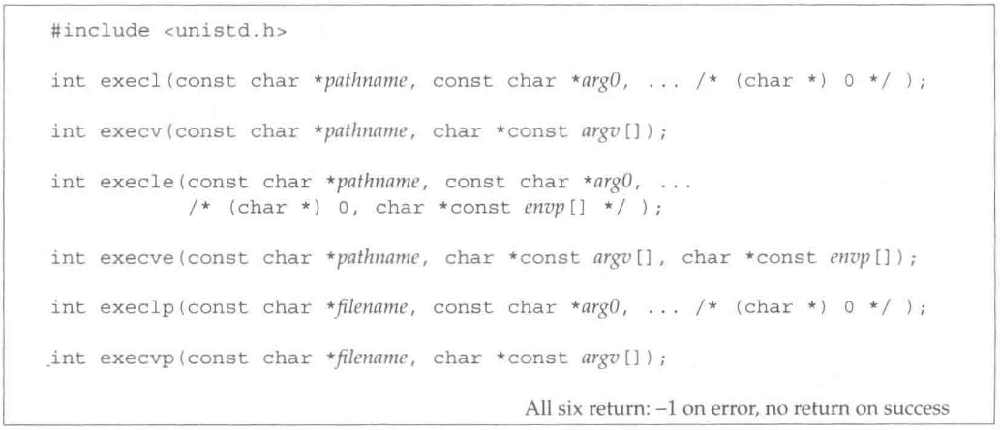 #include <unistd.h>
int execl(const char *pathname, const char *arg0, ... /* (char *) 0 */ );
int execv(const char *pathname, char *const argv[]);
int execle(const char *pathname, const char *arg0, ...
/* (char *) 0, char *const envp[] */ );
int execve(const char *pathname, char *const argv[], char *const envp[]);
int execlp(const char *filename, const char *arg0, ... /* (char *) 0 */ );
int execvp(const char *filename, char *const argv[]);
All six return: –1 on error, no return on success